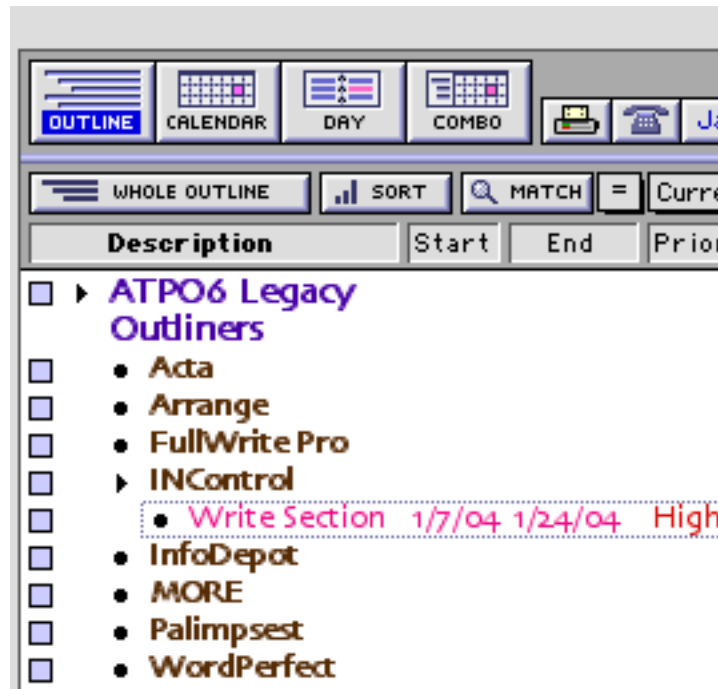 OUTLINE CALENDAR DAY COMBO
WHOLE OUTLINE SORT MATCH =
Description Start End
ATPO6 Legacy
Outliners
Acta
Arrange
FullWrite Pro
INControl
Write Section 1/7/04 1/24/04 High
InfoDepot
MORE
Palimpsest
WordPerfect